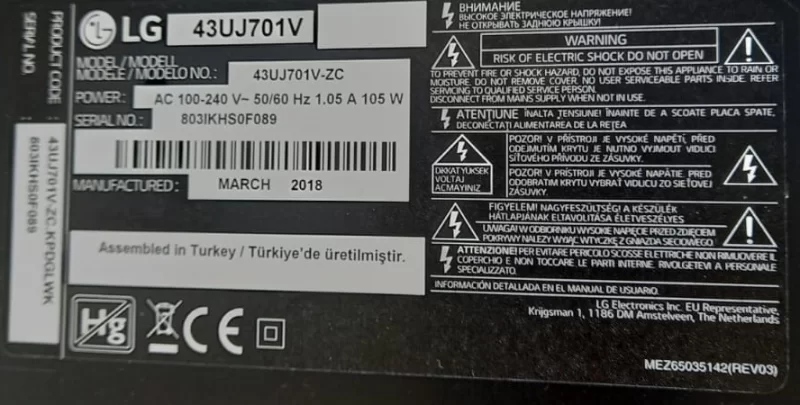 LG 43UJ701V
MODEL / MODELL
MODELE / MODELO NO.: 43UJ701V-ZC
POWER: AC 100-240 V~ 50/60 Hz 1.05 A 105 W
SERIAL NO.: 803IKHS0F089
MANUFACTURED: MARCH 2018
Assembled in Turkey / Türkiye'de üretilmiştir.
Hg
CE
PRODUCT CODE: 43UJ701V-ZC.KPDGLWK
SERIAL NO. 803IKHS0F089
ВНИМАНИЕ
ВЫСОКОЕ ЭЛЕКТРИЧЕСКОЕ НАПРЯЖЕНИЕ!
НЕ ОТКРЫВАТЬ ЗАДНЮЮ КРЫШКУ!
WARNING
RISK OF ELECTRIC SHOCK DO NOT OPEN
TO PREVENT FIRE OR SHOCK HAZARD, DO NOT EXPOSE THIS APPLIANCE TO RAIN OR
MOISTURE. DO NOT REMOVE COVER. NO USER SERVICEABLE PARTS INSIDE. REFER
SERVICING TO QUALIFIED SERVICE PERSON.
DISCONNECT FROM MAINS SUPPLY WHEN NOT IN USE.
ATENȚIUNE ÎNALTA TENSIUNE! ÎNAINTE DE A SCOATE PLACA SPATE,
DECONECTAȚI ALIMENTAREA DE LA REȚEA
DIKKAT YUKSEK
VOLTAJ
ACMAYINIZ
POZOR! V PŘÍSTROJI JE VYSOKÉ NAPĚTÍ, PŘED
ODEJMUTÍM KRYTU JE NUTNO VYJMOUT VIDLICI
SÍŤOVÉHO PŘÍVODU ZE ZÁSUVKY.
POZOR! V PRÍSTROJI JE VYSOKÉ NAPÄTIE. PRED
ODOBRATIM KRYTU VYBRAŤ VIDLICU ZO SIEŤOVEJ
ZÁSUVKY.
FIGYELEM! NAGYFESZÜLTSÉG! A KÉSZÜLÉK
HÁTLAPJÁNAK ELTAVOLÍTÁSA ÉLETVESZÉLYES
UWAGA! W ODBIORNIKU WYSOKIE NAPIĘCIE PRZED ZDJĘCIEM
POKRYWY NALEŻY WYJĄĆ WTYCZKĘ Z GNIAZDA SIECIOWEGO
ATTENZIONE! PER EVITARE PERICOLO SCOSSE ELETTRICHE NON RIMUOVERE IL
COPERCHIO E NON TOCCARE LE PARTI INTERNE. RIVOLGETEVI A PERSONALE
SPECIALIZZATO.
INFORMACIÓN DETALLADA EN EL MANUAL DE USUARIO.
LG Electronics Inc. EU Representative,
Krijgsman 1, 1186 DM Amstelveen, The Netherlands
MEZ65035142(REV03)